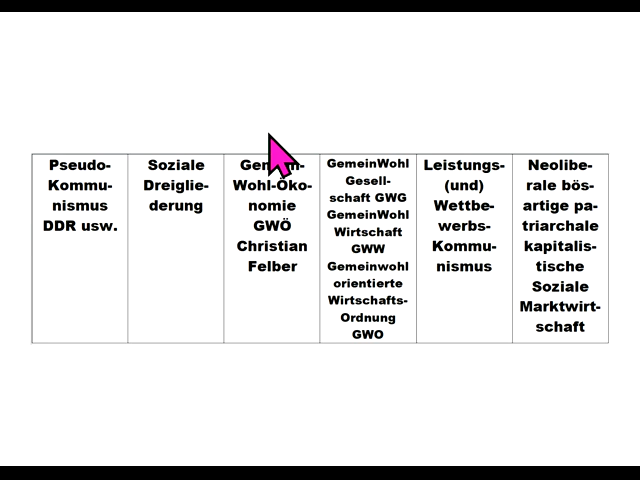 Pseudo-
Kommu-
nismus
DDR usw.
Soziale
Dreiglie-
derung
Wohl-Öko-
nomie
GWÖ
Christian
Felber
GemeinWohl
Gesell-
schaft GWG
GemeinWohl
Wirtschaft
GWW
Gemeinwohl
orientierte
Wirtschafts-
Ordnung
GWO
Leistungs-
(und)
Wettbe-
werbs-
Kommu-
nismus
Neolibe-
rale bös-
artige pa-
triarchale
kapitalis-
tische
Soziale
Marktwirt-
schaft